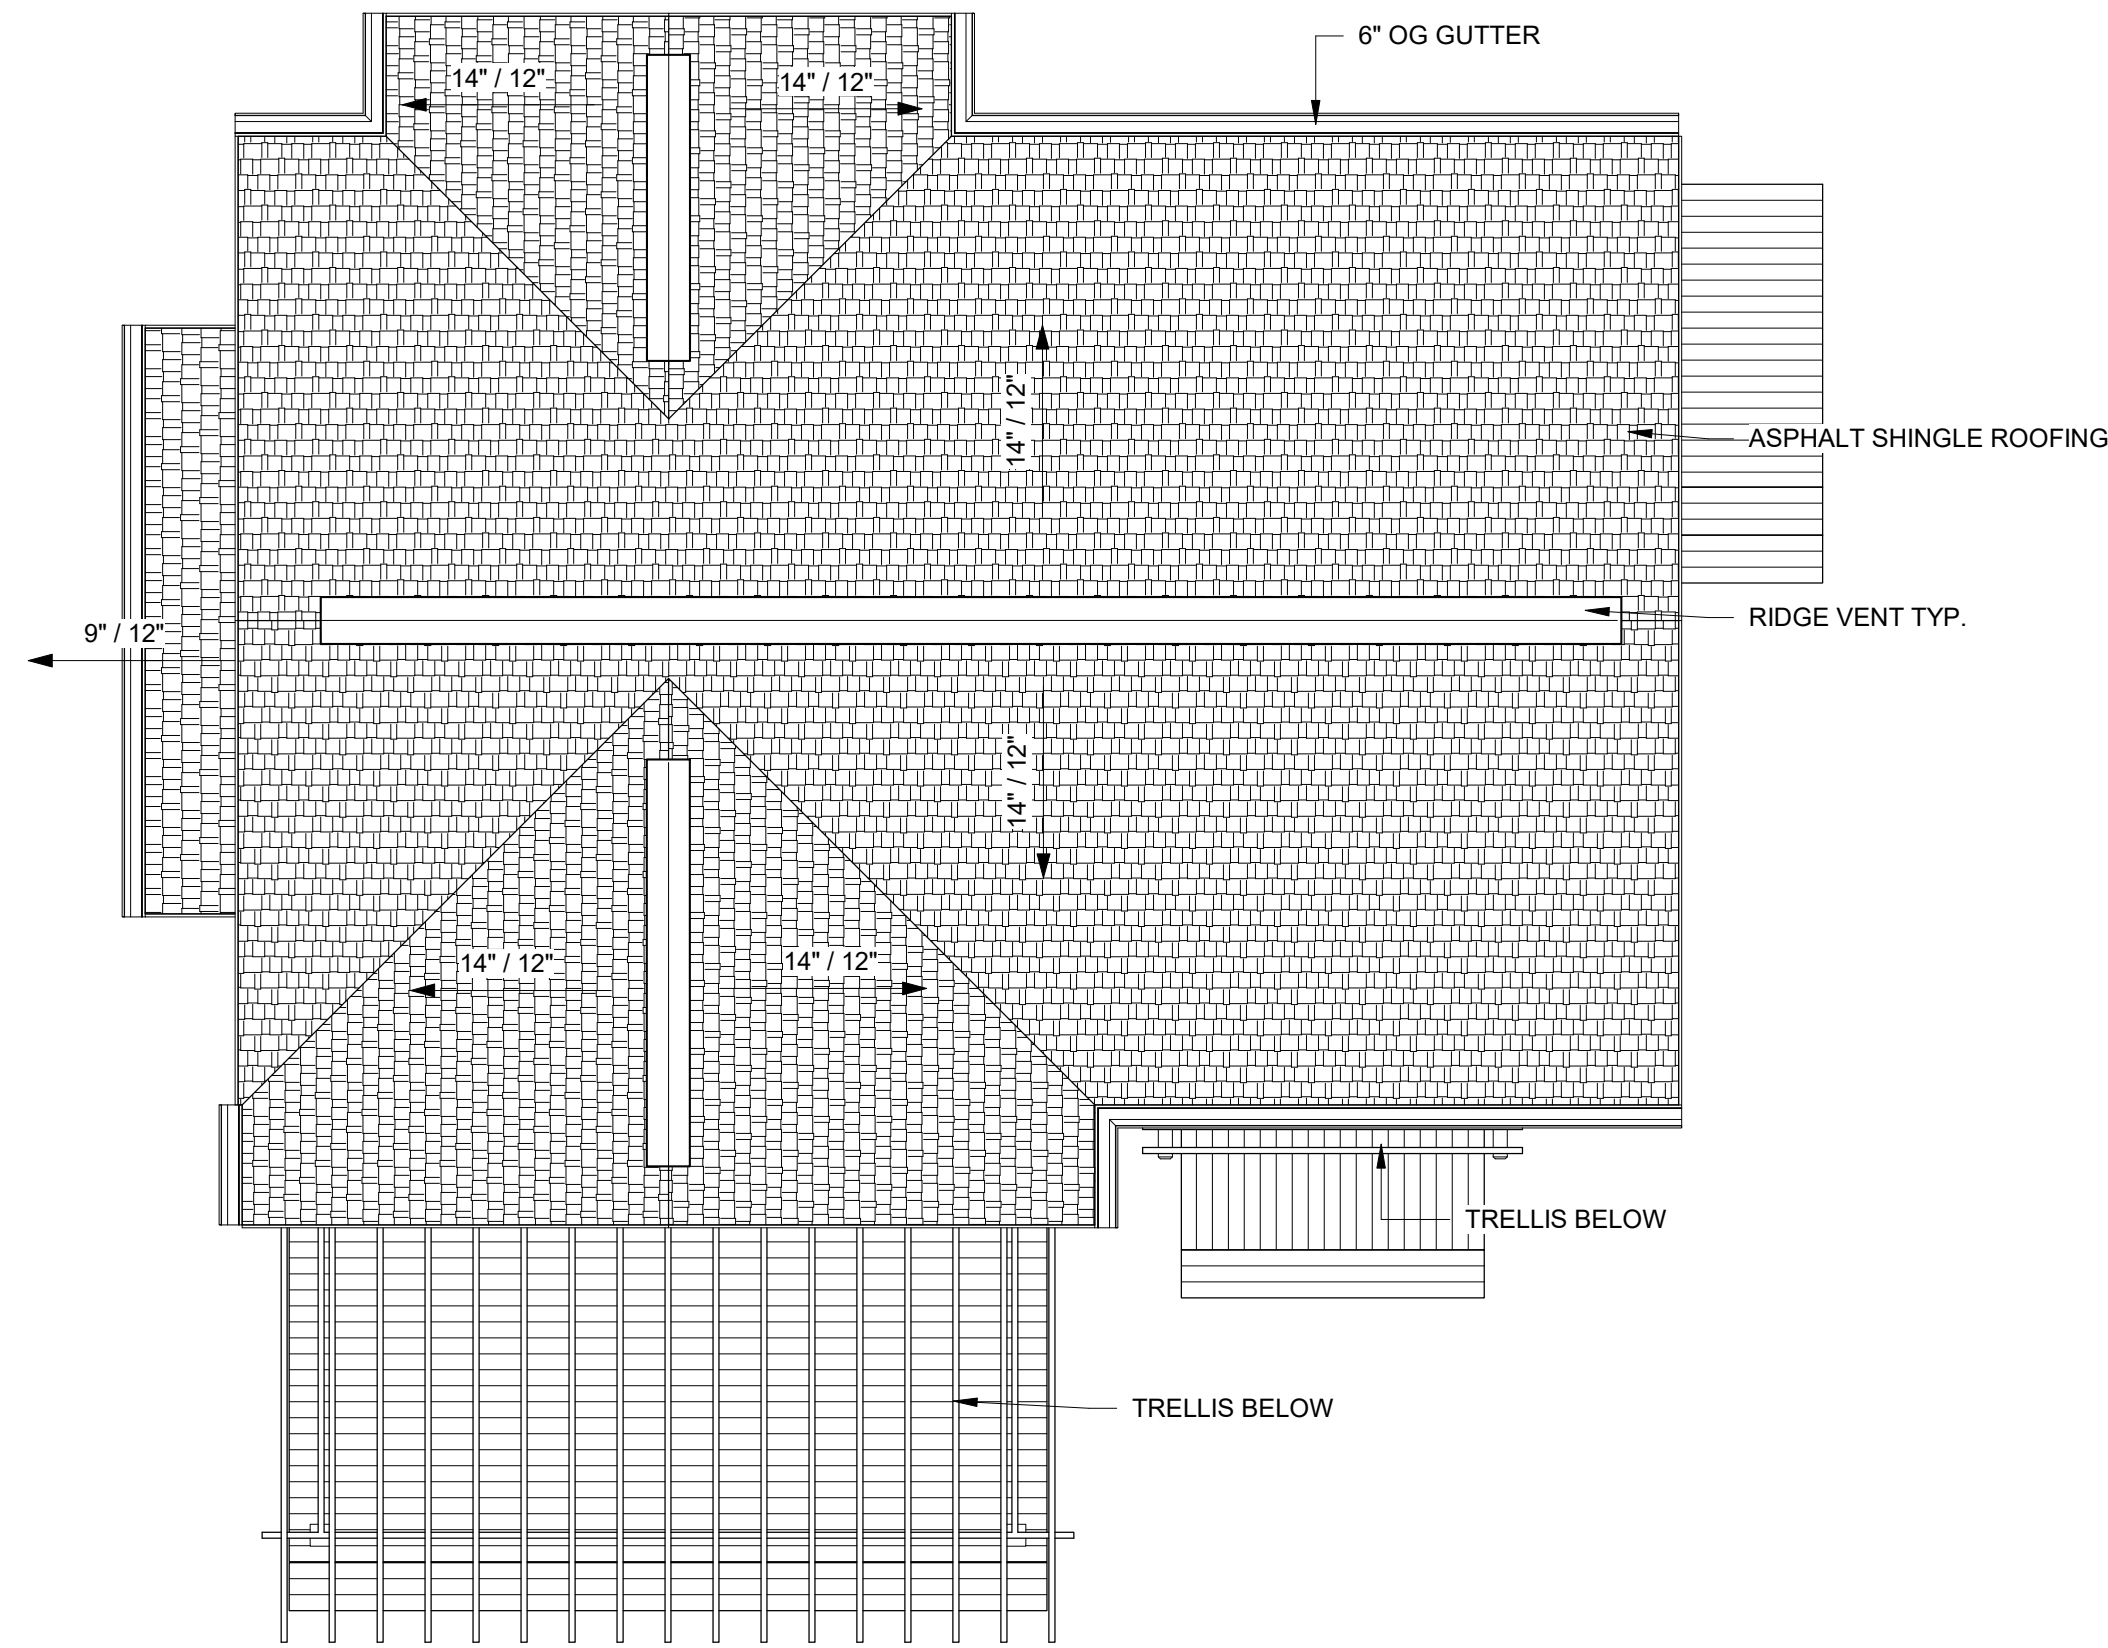 6" OG GUTTER
14" / 12"
14" / 12"
14" / 12"
ASPHALT SHINGLE ROOFING
RIDGE VENT TYP.
9" / 12"
14" / 12"
14" / 12"
14" / 12"
TRELLIS BELOW
TRELLIS BELOW